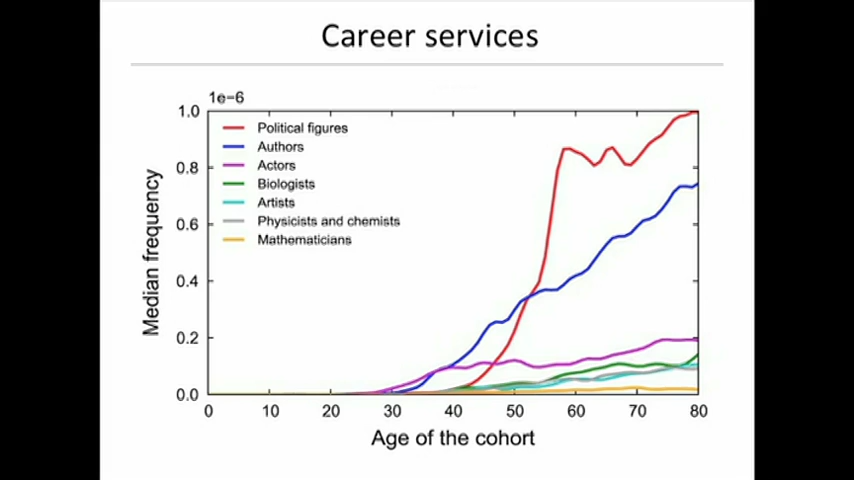 Career services
1e−6
1.0
0.8
0.6
0.4
0.2
0.0
Median frequency
Political figures
Authors
Actors
Biologists
Artists
Physicists and chemists
Mathematicians
0 10 20 30 40 50 60 70 80
Age of the cohort